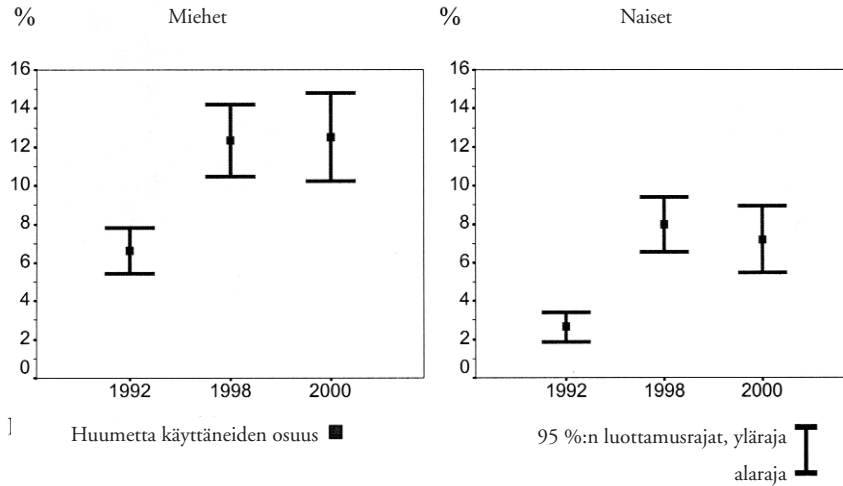 % Miehet
16
14
12
10
8
6
4
2
0
1992 1998 2000
% Naiset
16
14
12
10
8
6
4
2
0
1992 1998 2000
Huumetta käyttäneiden osuus
95 %:n luottamusrajat, yläraja
alaraja